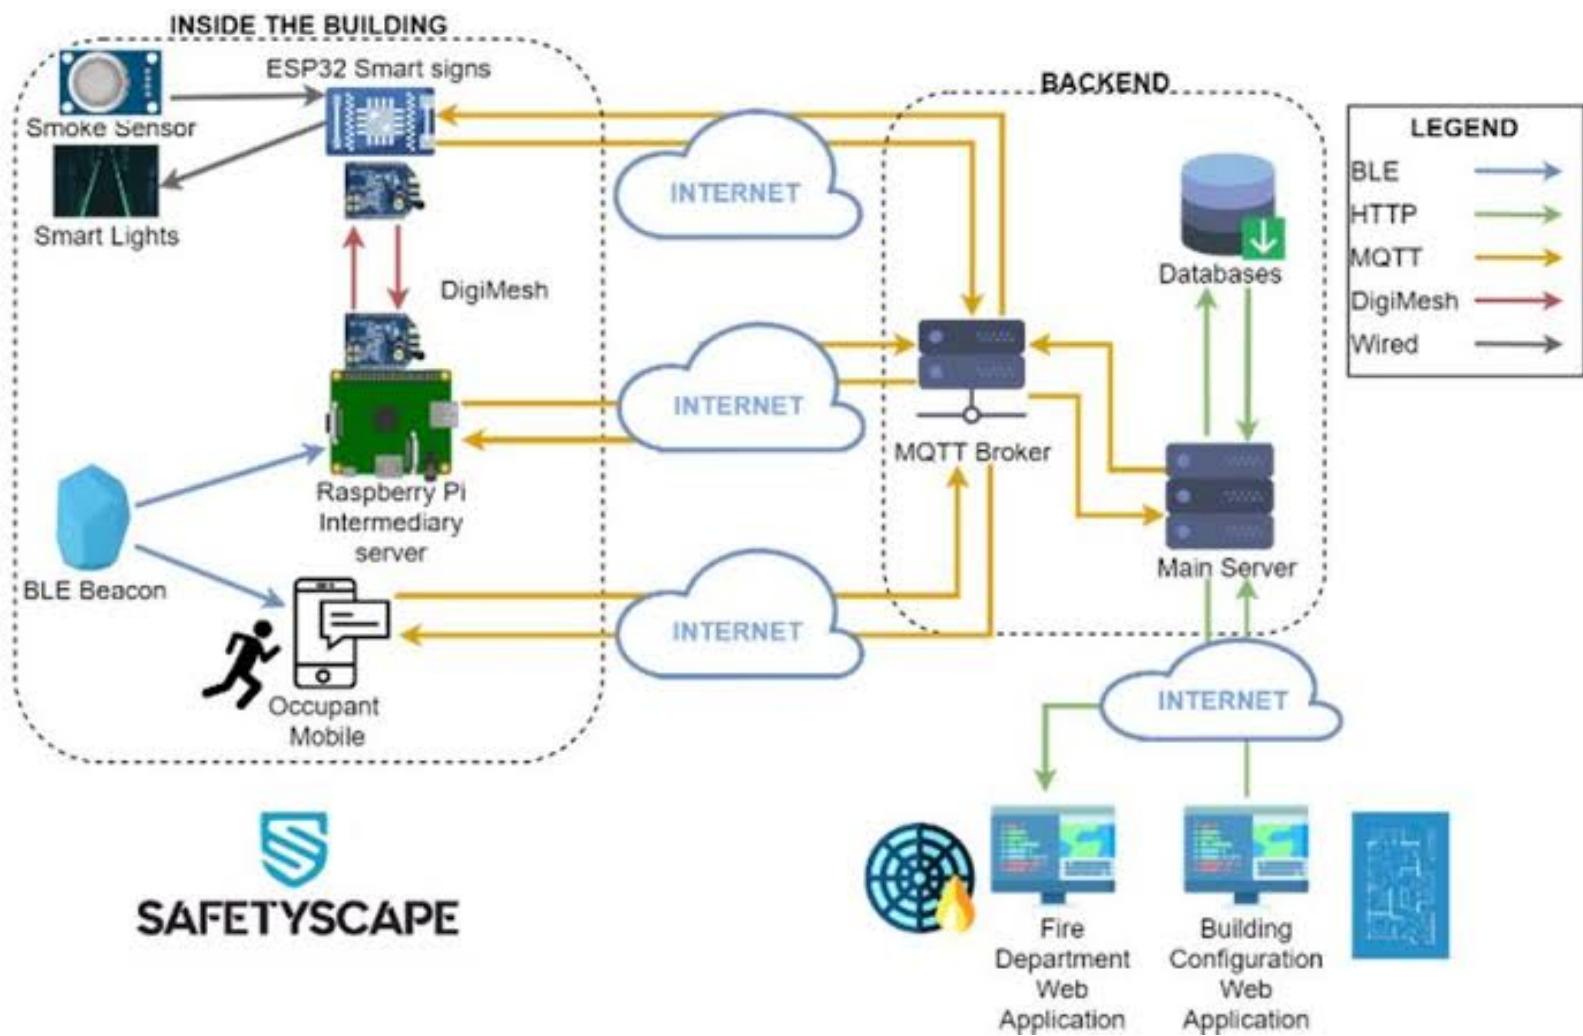 INSIDE THE BUILDING
ESP32 Smart signs
Smoke Sensor
Smart Lights
DigiMesh
Raspberry Pi
Intermediary
server
BLE Beacon
Occupant
Mobile
INTERNET
INTERNET
INTERNET
BACKEND
Databases
MQTT Broker
Main Server
INTERNET
Fire
Department
Web
Application
Building
Configuration
Web
Application
LEGEND
BLE
HTTP
MQTT
DigiMesh
Wired
SAFETYSCAPE